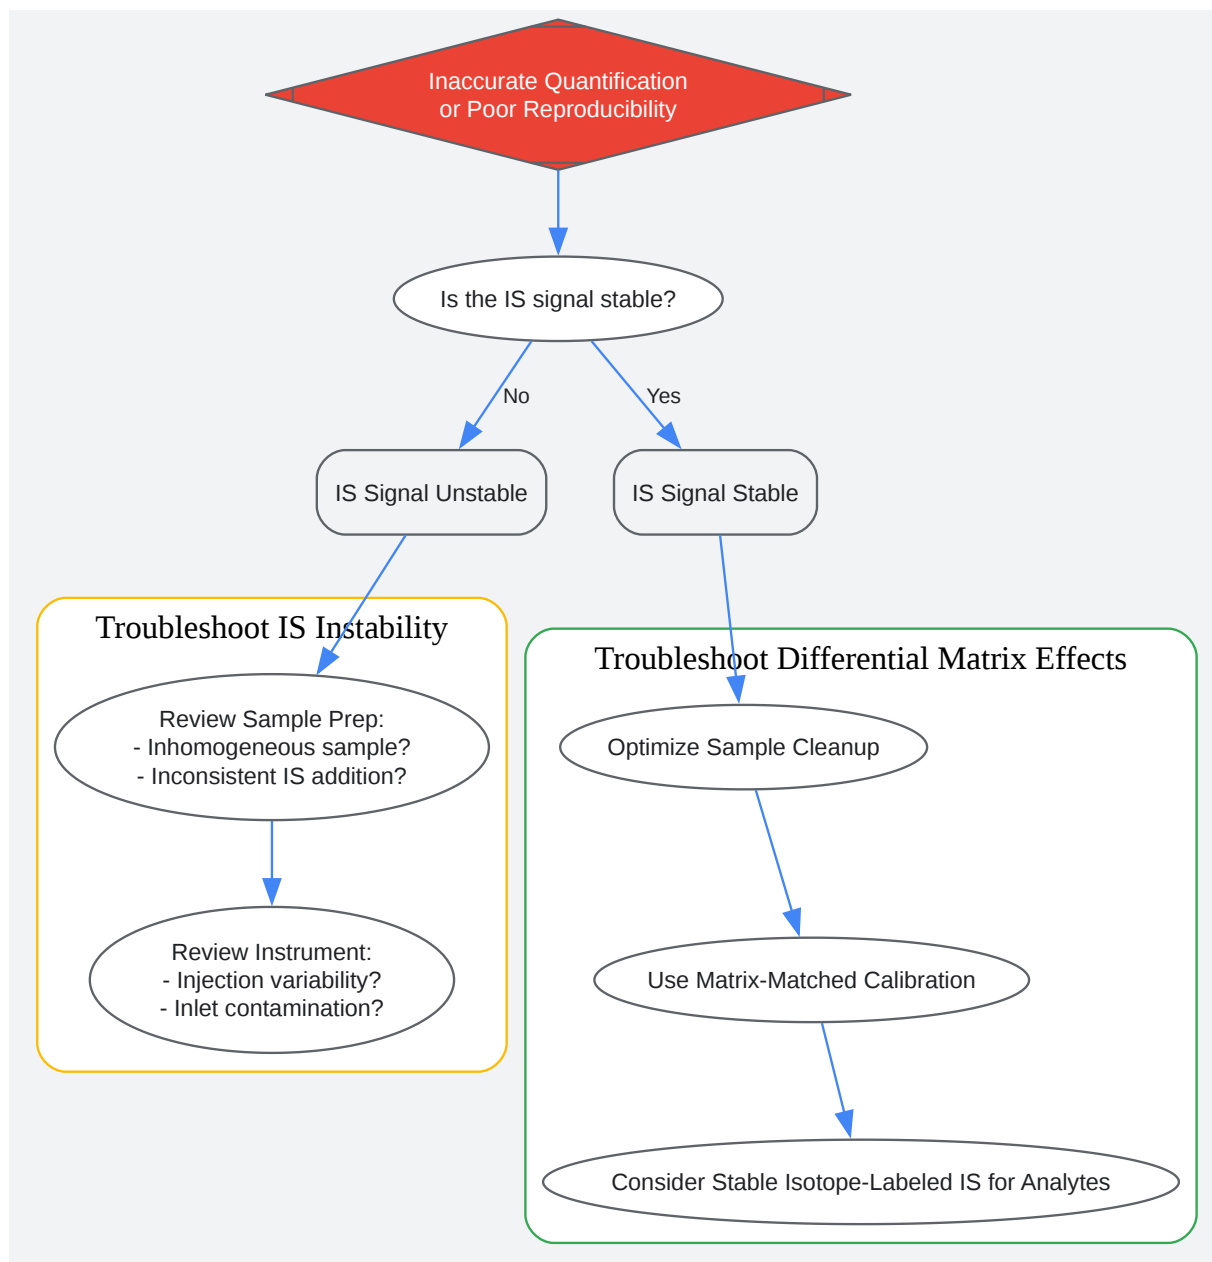 Inaccurate Quantification
or Poor Reproducibility
Is the IS signal stable?
No
Yes
IS Signal Unstable
IS Signal Stable
Troubleshoot IS Instability
Review Sample Prep:
- Inhomogeneous sample?
- Inconsistent IS addition?
Review Instrument:
- Injection variability?
- Inlet contamination?
Troubleshoot Differential Matrix Effects
Optimize Sample Cleanup
Use Matrix-Matched Calibration
Consider Stable Isotope-Labeled IS for Analytes